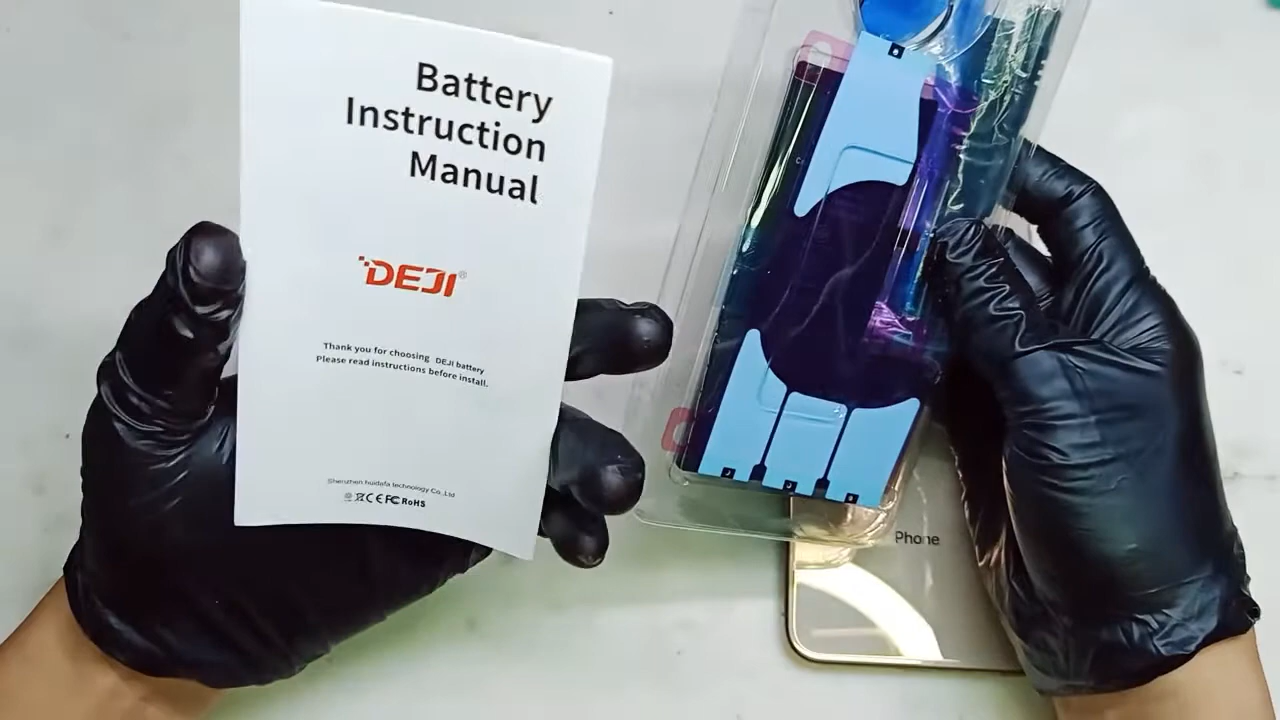 Battery
Instruction
Manual
DEJI®
Thank you for choosing DEJI battery
Please read instructions before install.
Shenzhen huidafa technology Co.,Ltd
CE FC RoHS
Phone